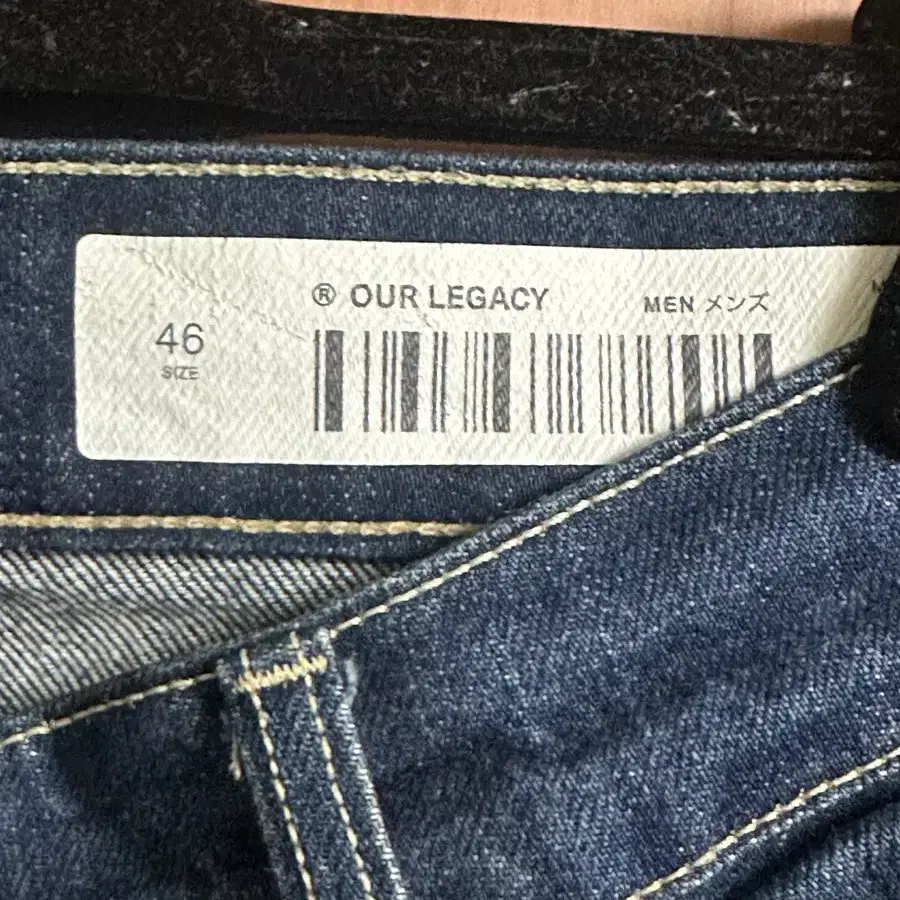 ® OUR LEGACY
MEN メンズ
46
SIZE